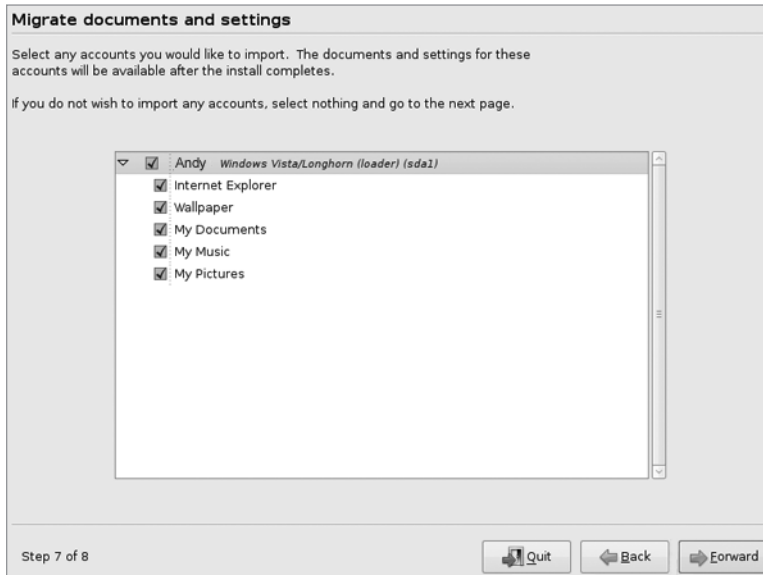 Migrate documents and settings
Select any accounts you would like to import. The documents and settings for these
accounts will be available after the install completes.
If you do not wish to import any accounts, select nothing and go to the next page.
Andy Windows Vista/Longhorn (loader) (sda1)
Internet Explorer
Wallpaper
My Documents
My Music
My Pictures
Step 7 of 8
Quit
Back
Forward